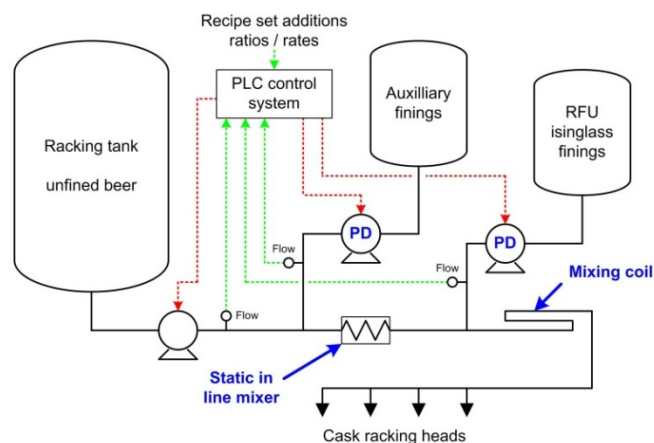 Recipe set additions
ratios / rates
PLC control
system
Auxilliary
finings
RFU
isinglass
finings
Racking tank
unfined beer
PD
PD
Flow
Flow
Flow
Mixing coil
Static in
line mixer
Cask racking heads